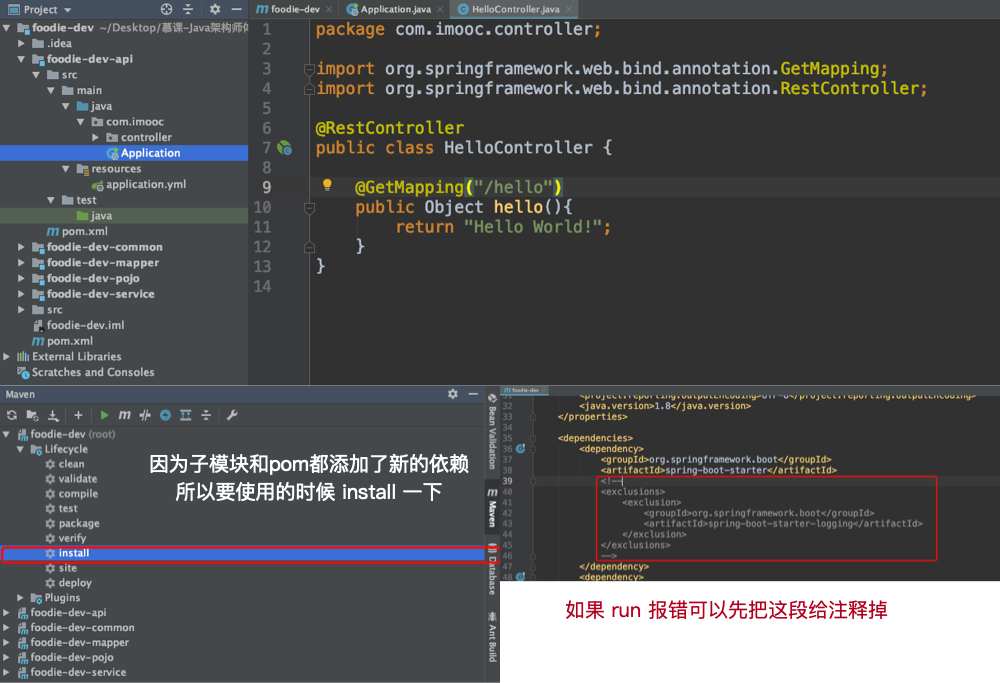 Project
foodie-dev
Application.java
HelloController.java
foodie-dev ~/Desktop/慕课-Java架构师体
.idea
foodie-dev-api
src
main
java
com.imooc
controller
Application
resources
application.yml
test
java
pom.xml
foodie-dev-common
foodie-dev-mapper
foodie-dev-pojo
foodie-dev-service
src
foodie-dev.iml
pom.xml
External Libraries
Scratches and Consoles
1 package com.imooc.controller;
2
3 import org.springframework.web.bind.annotation.GetMapping;
4 import org.springframework.web.bind.annotation.RestController;
5
6 @RestController
7 public class HelloController {
8
9 @GetMapping("/hello")
10 public Object hello(){
11 return "Hello World!";
12 }
13 }
14
Maven
foodie-dev (root)
Lifecycle
clean
validate
compile
test
package
verify
install
site
deploy
Plugins
foodie-dev-api
foodie-dev-common
foodie-dev-mapper
foodie-dev-pojo
foodie-dev-service
因为子模块和pom都添加了新的依赖
所以要使用的时候 install 一下
Bean Validation
Maven
Database
Ant Build
foodie-dev
32 <java.version>1.8</java.version>
33 </properties>
34
35 <dependencies>
36 <dependency>
37 <groupId>org.springframework.boot</groupId>
38 <artifactId>spring-boot-starter</artifactId>
39 <!--
40 <exclusions>
41 <exclusion>
42 <groupId>org.springframework.boot</groupId>
43 <artifactId>spring-boot-starter-logging</artifactId>
44 </exclusion>
45 </exclusions>
46 -->
47 </dependency>
48 <dependency>
如果 run 报错可以先把这段给注释掉